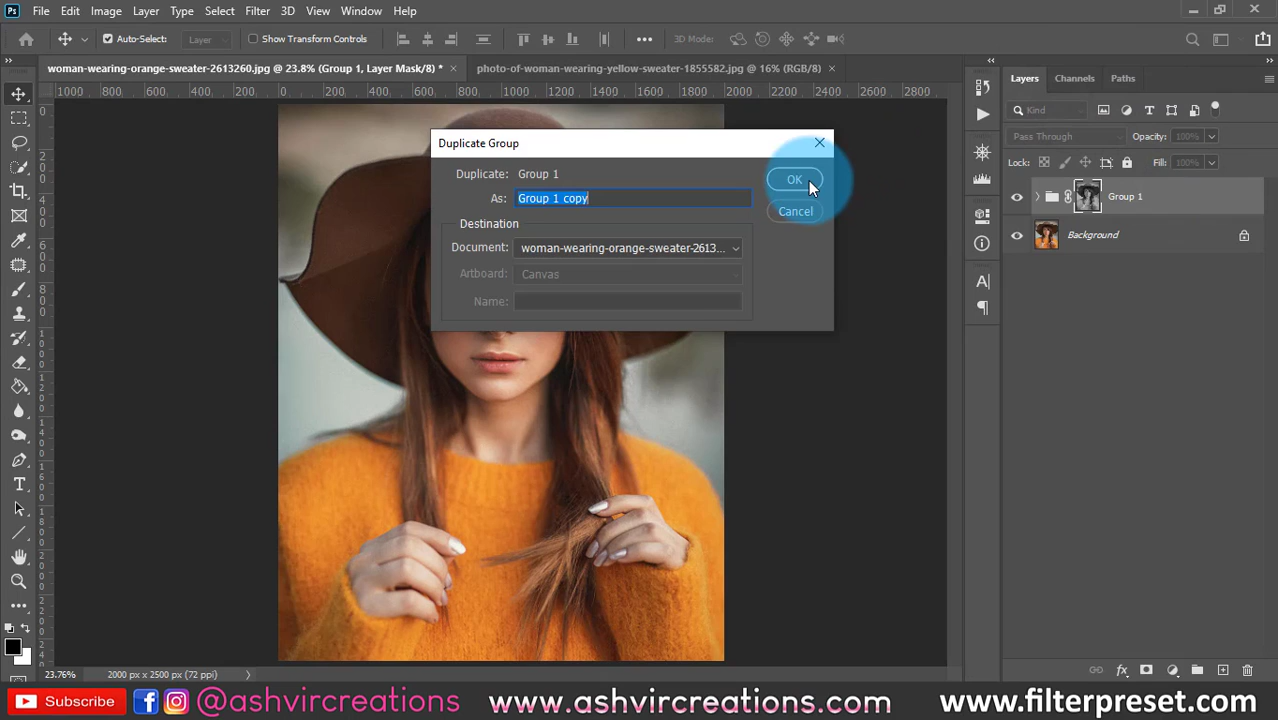 Ps File Edit Image Layer Type Select Filter 3D View Window Help
Auto-Select: Layer Show Transform Controls 3D Mode:
woman-wearing-orange-sweater-2613260.jpg @ 23.8% (Group 1, Layer Mask/8) * × photo-of-woman-wearing-yellow-sweater-1855582.jpg @ 16% (RGB/8) ×
1000 800 600 400 200 0 200 400 600 800 1000 1200 1400 1600 1800 2000 2200 2400 2600 2800
Layers Channels Paths
Kind
Pass Through Opacity: 100%
Lock: Fill: 100%
Group 1
Background
Duplicate Group
Duplicate: Group 1
As: Group 1 copy
OK
Cancel
Destination
Document: woman-wearing-orange-sweater-2613...
Artboard: Canvas
Name:
23.76% 2000 px x 2500 px (72 ppi)
Subscribe @ashvircreations www.ashvircreations.com www.filterpreset.com